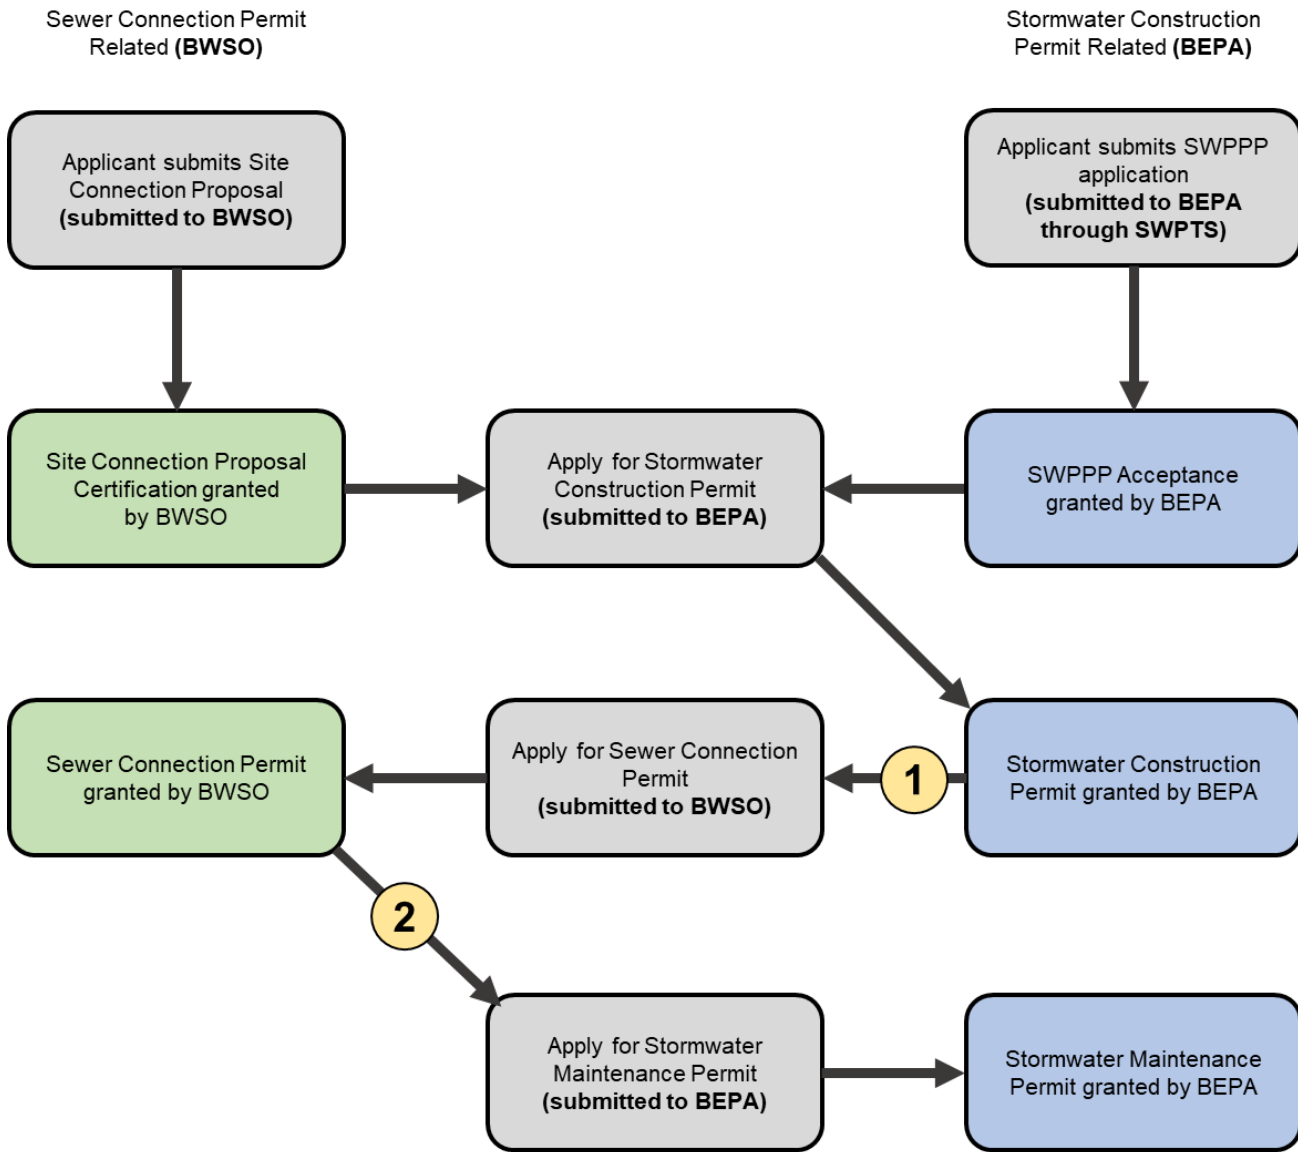 Sewer Connection Permit
Related (BWSO)
Stormwater Construction
Permit Related (BEPA)
Applicant submits Site
Connection Proposal
(submitted to BWSO)
Applicant submits SWPPP
application
(submitted to BEPA
through SWPTS)
Site Connection Proposal
Certification granted
by BWSO
Apply for Stormwater
Construction Permit
(submitted to BEPA)
SWPPP Acceptance
granted by BEPA
Sewer Connection Permit
granted by BWSO
Apply for Sewer Connection
Permit
(submitted to BWSO)
1
Stormwater Construction
Permit granted by BEPA
2
Apply for Stormwater
Maintenance Permit
(submitted to BEPA)
Stormwater Maintenance
Permit granted by BEPA